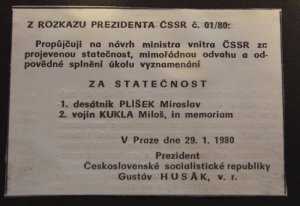 Z ROZKAZU PREZIDENTA ČSSR č. 01/80:
Propůjčuji na návrh ministra vnitra ČSSR za
projevenou statečnost, mimořádnou odvahu a od-
povědné splnění úkolu vyznamenání
ZA STATEČNOST
1. desátník PLÍŠEK Miroslav
2. vojín KUKLA Miloš, in memoriam
V Praze dne 29. 1. 1980
Prezident
Československé socialistické republiky
Gustáv HUSÁK, v. r.